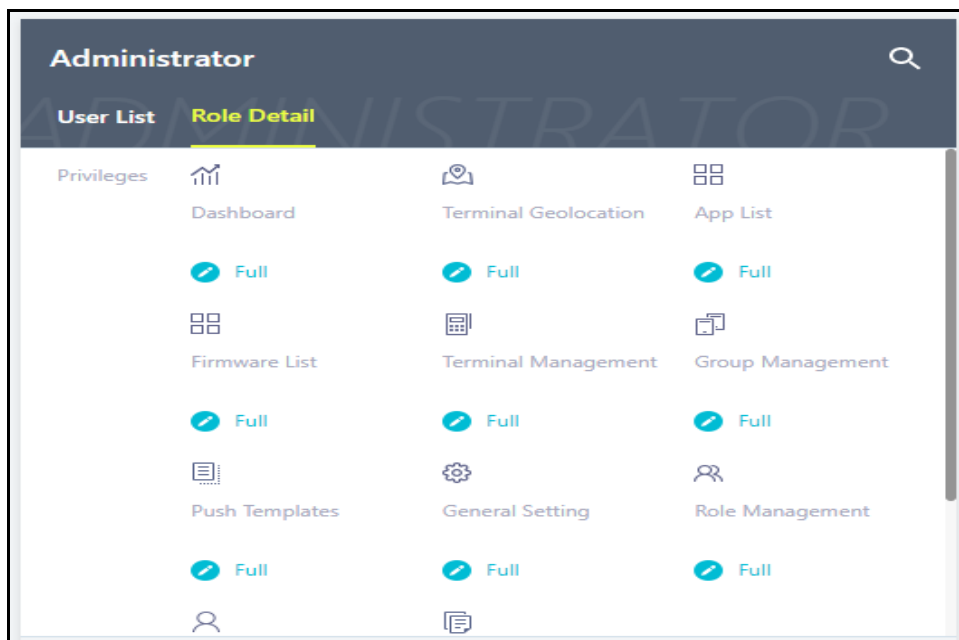 Administrator
User List Role Detail
ADMINISTRATOR
Privileges
Dashboard Terminal Geolocation App List
Full Full Full
Firmware List Terminal Management Group Management
Full Full Full
Push Templates General Setting Role Management
Full Full Full